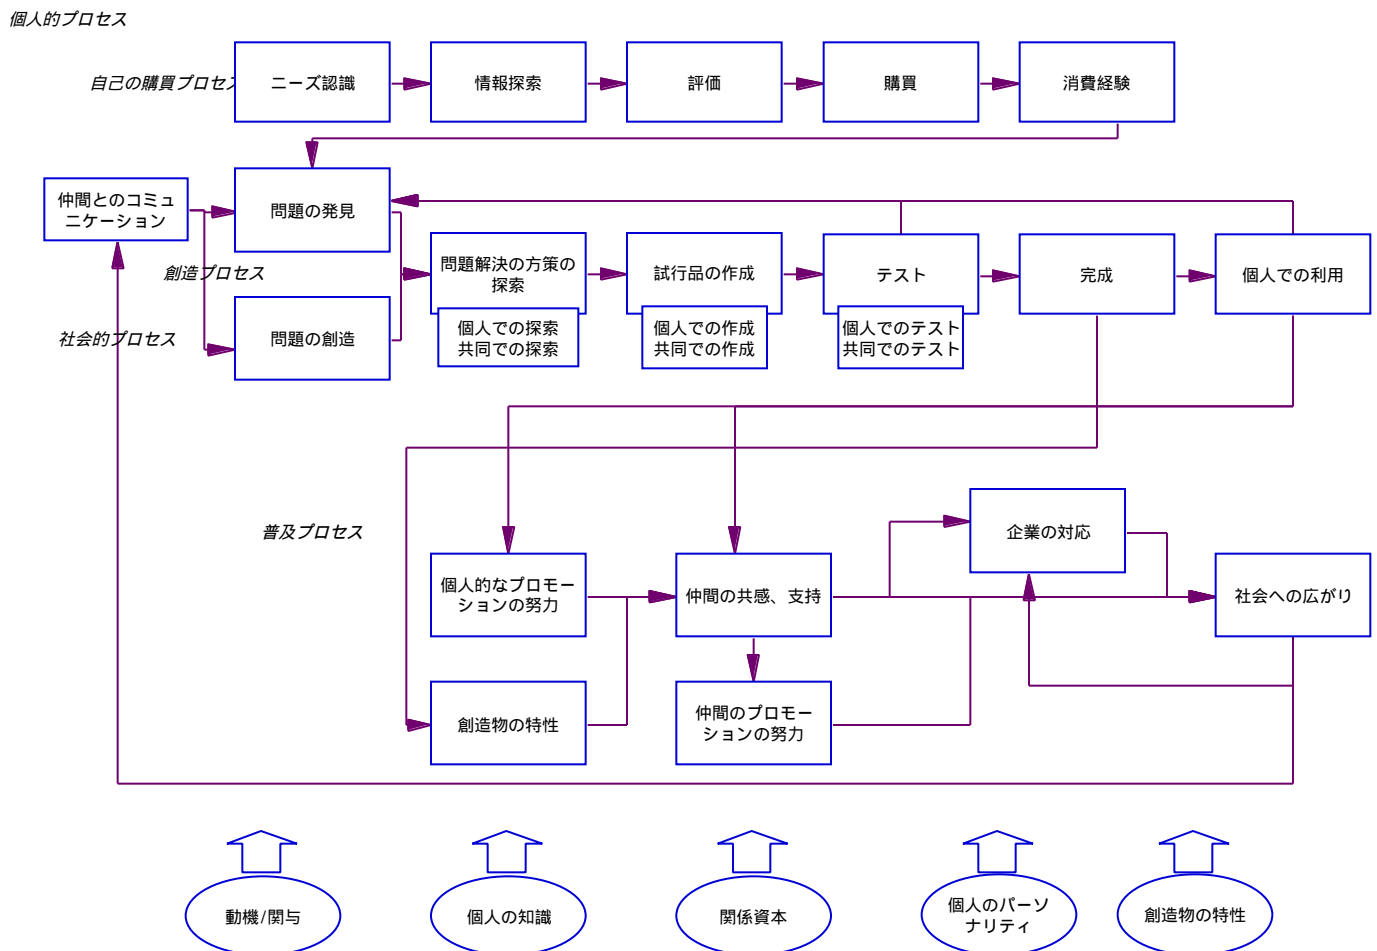 個人的プロセス
自己の購買プロセス
ニーズ認識
情報探索
評価
購買
消費経験
仲間とのコミュ
ニケーション
問題の発見
創造プロセス
問題解決の方策の
探索
試行品の作成
テスト
完成
個人での利用
社会的プロセス
問題の創造
個人での探索
共同での探索
個人での作成
共同での作成
個人でのテスト
共同でのテスト
普及プロセス
企業の対応
個人的なプロモー
ションの努力
仲間の共感、支持
社会への広がり
創造物の特性
仲間のプロモー
ションの努力
動機/関与
個人の知識
関係資本
個人のパーソ
ナリティ
創造物の特性